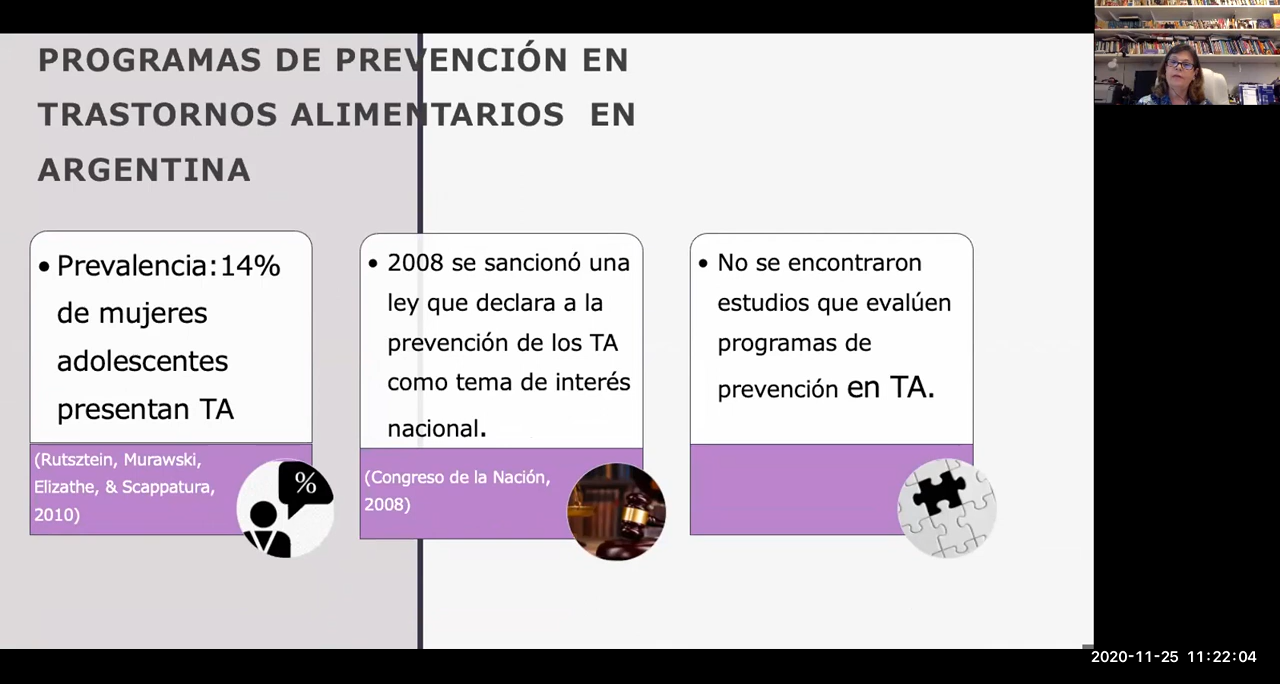 PROGRAMAS DE PREVENCIÓN EN
TRASTORNOS ALIMENTARIOS EN
ARGENTINA
• Prevalencia:14%
de mujeres
adolescentes
presentan TA
(Rutsztein, Murawski,
Elizathe, & Scappatura,
2010)
%
• 2008 se sancionó una
ley que declara a la
prevención de los TA
como tema de interés
nacional.
(Congreso de la Nación,
2008)
• No se encontraron
estudios que evalúen
programas de
prevención en TA.
2020-11-25 11:22:04